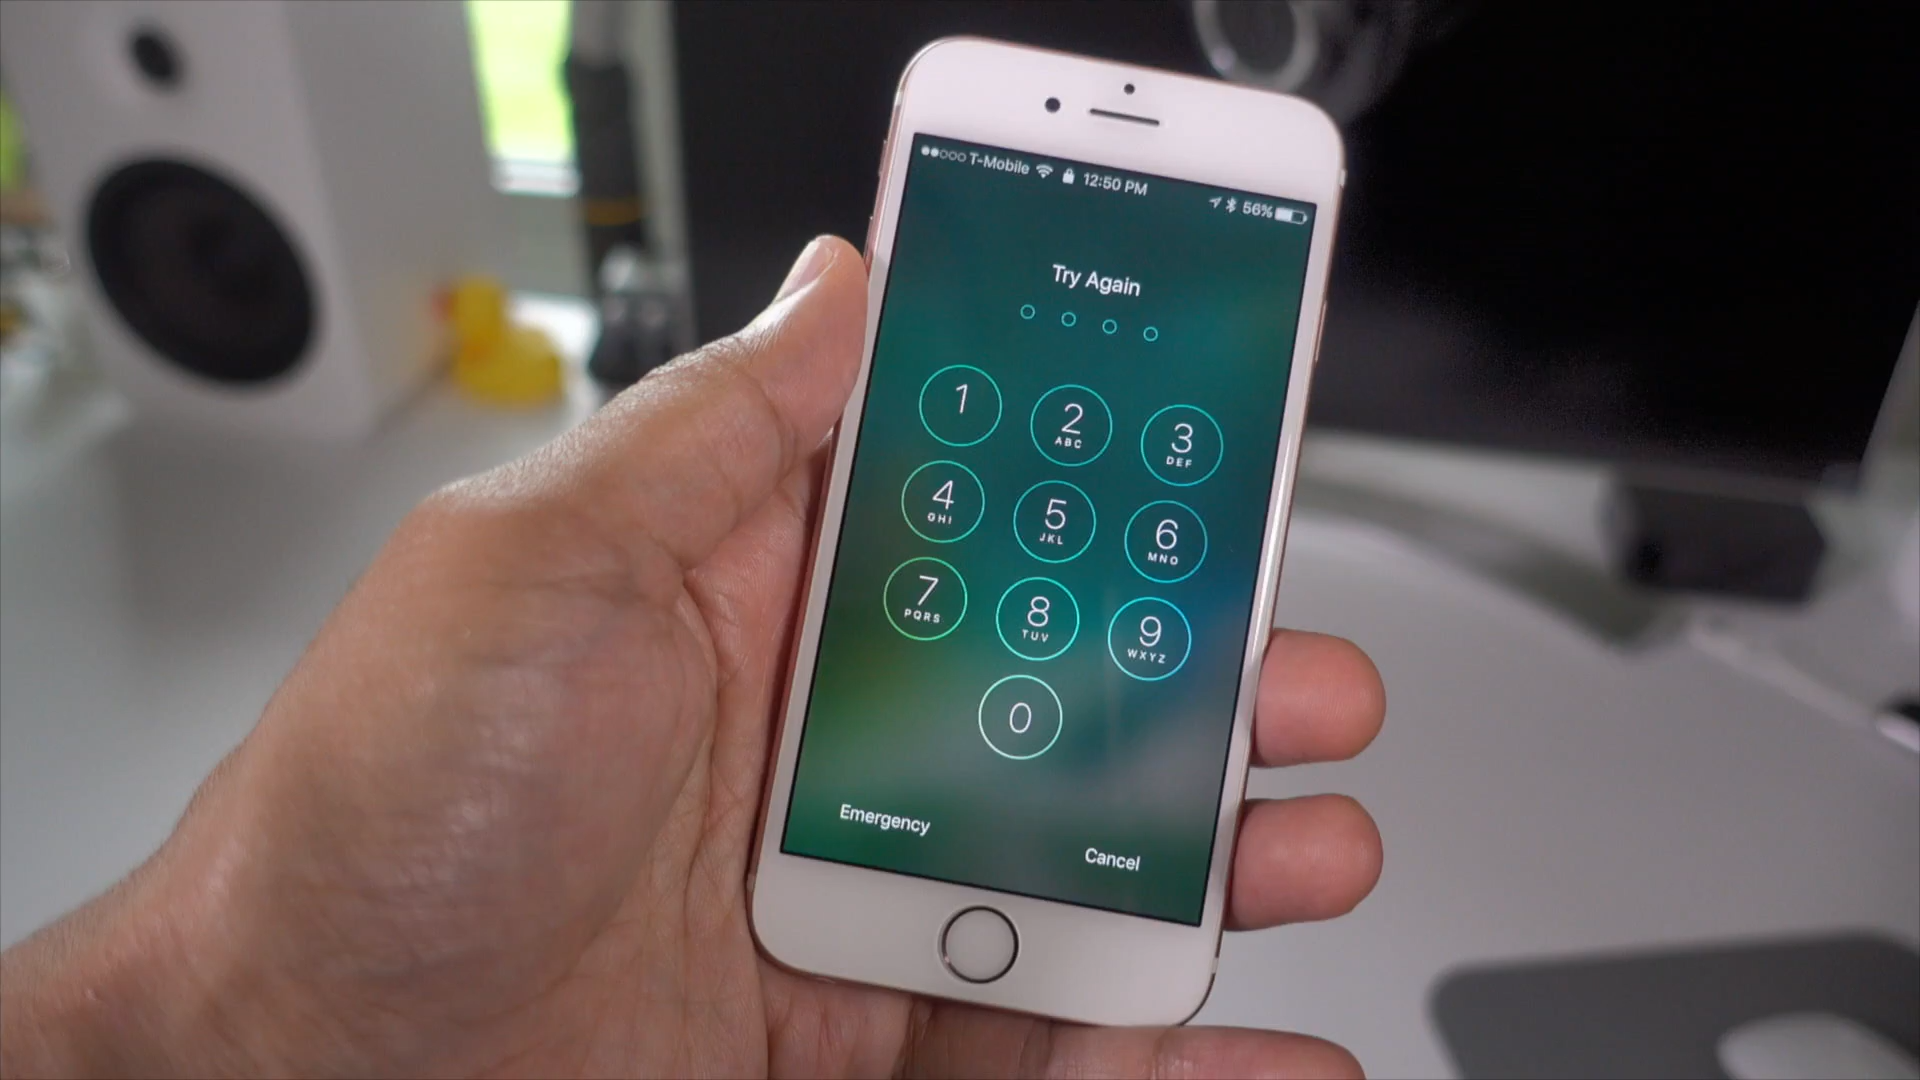 T-Mobile 12:50 PM 56%
Try Again
1
2
ABC
3
DEF
4
GHI
5
JKL
6
MNO
7
PQRS
8
TUV
9
WXYZ
0
Emergency
Cancel